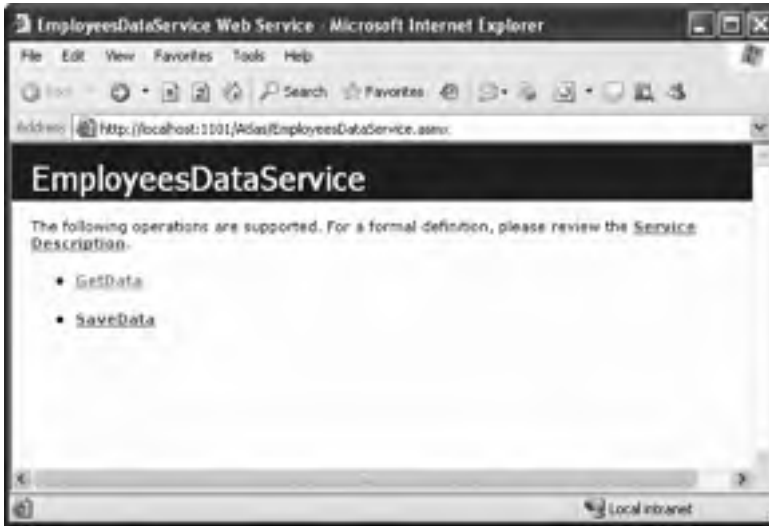 EmployeesDataService Web Service - Microsoft Internet Explorer
File Edit View Favorites Tools Help
Search Favorites
Address http://localhost:1101/Atlas/EmployeesDataService.asmx
EmployeesDataService
The following operations are supported. For a formal definition, please review the Service
Description.
• GetData
• SaveData
Local intranet